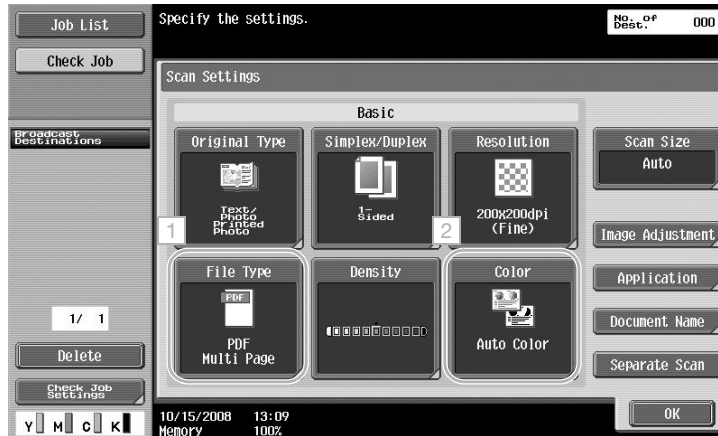 Job List
Specify the settings.
No. of
Dest.
000
Check Job
Scan Settings
Basic
Broadcast
Destinations
Original Type
Simplex/Duplex
Resolution
Scan Size
Auto
Text/
Photo
Printed
Photo
1-
Sided
200x200dpi
(Fine)
1
2
Image Adjustment
File Type
Density
Color
Application
PDF
1/ 1
PDF
Multi Page
Auto Color
Document Name
Delete
Separate Scan
Check Job
Settings
OK
Y M C K
10/15/2008 13:09
Memory 100%